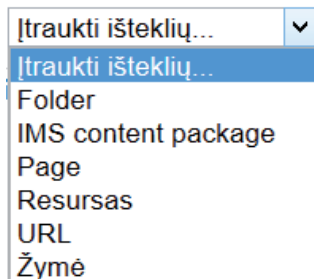 Įtraukti išteklių...
Įtraukti išteklių...
Folder
IMS content package
Page
Resursas
URL
Žymė